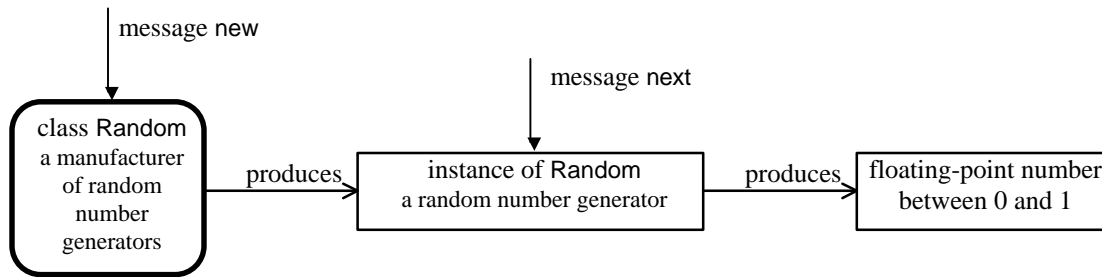 message new
message next
class Random
a manufacturer
of random
number
generators
produces
instance of Random
a random number generator
produces
floating-point number
between 0 and 1